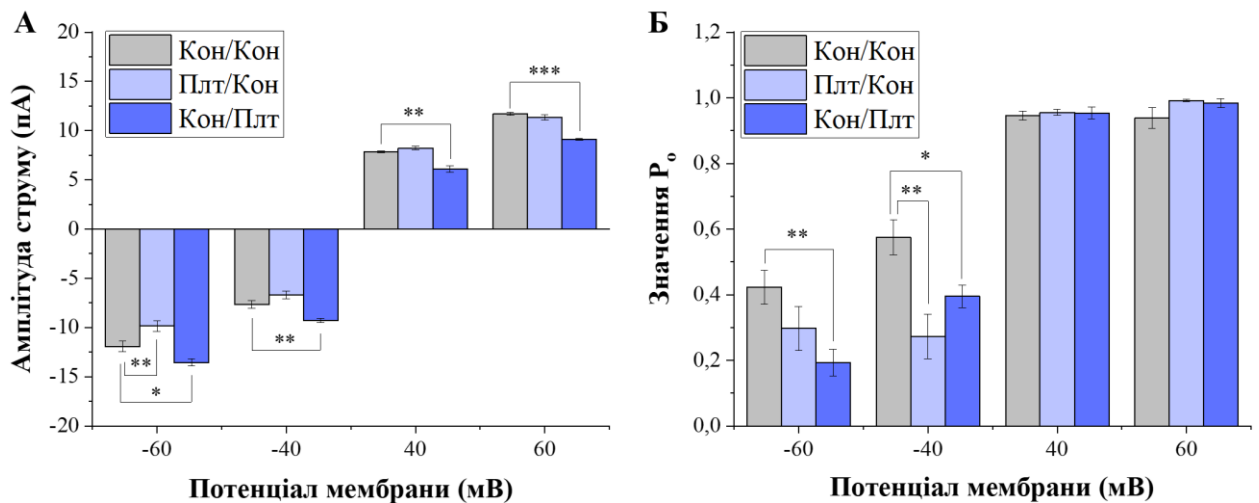 А
Амплітуда струму (пА)
20
15
10
5
0
-5
-10
-15
-20
Кон/Кон
Плт/Кон
Кон/Плт
**
*
**
**
***
-60
-40
40
60
Потенціал мембрани (мВ)
Б
Значення Pₒ
1,2
1,0
0,8
0,6
0,4
0,2
0,0
Кон/Кон
Плт/Кон
Кон/Плт
**
*
**
-60
-40
40
60
Потенціал мембрани (мВ)